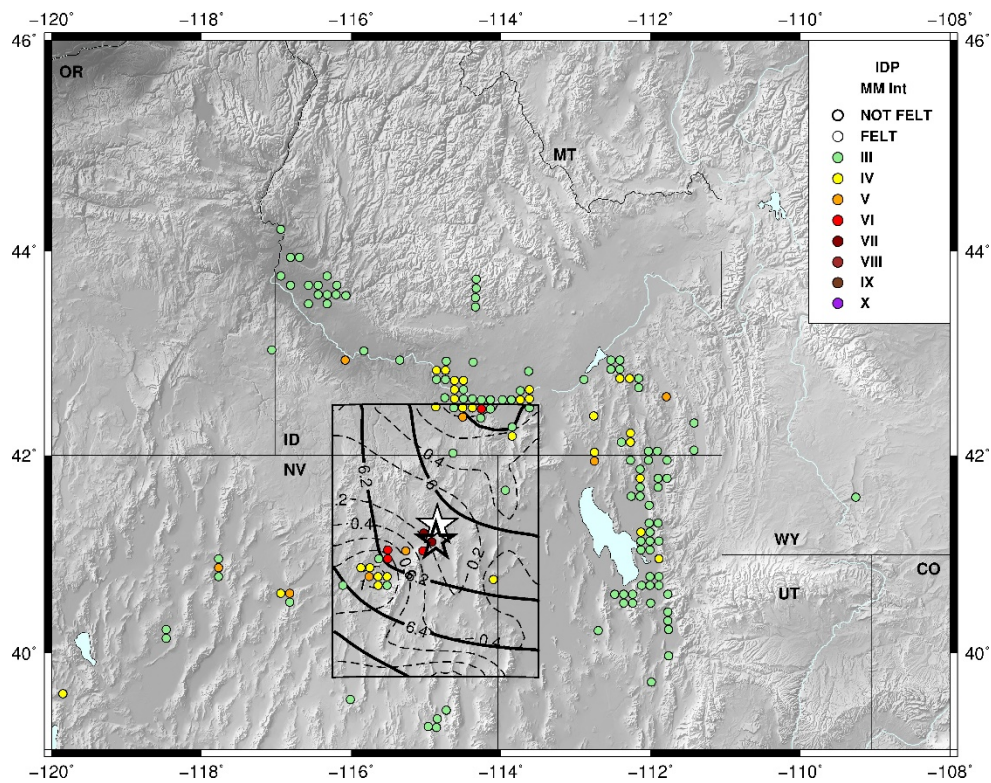 −120° −118° −116° −114° −112° −110° −108°
46° 46°
OR
IDP
MM Int
NOT FELT
FELT
III
IV
V
VI
VII
VIII
IX
X
MT
44° 44°
42° 42°
ID
NV
6.2
0.4
6
.2
0.4
0.2
6.2
6.4
−0.4
WY
UT
CO
40° 40°
−120° −118° −116° −114° −112° −110° −108°